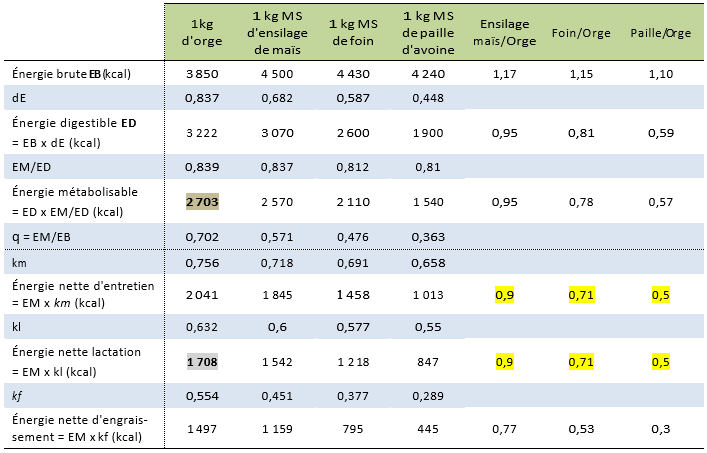 1kg d'orge | 1 kg MS d'ensilage de maïs | 1 kg MS de foin | 1 kg MS de paille d'avoine | Ensilage maïs/Orge | Foin/Orge | Paille/Orge
Énergie brute EB (kcal) 3 850 4 500 4 430 4 240 1,17 1,15 1,10
dE 0,837 0,682 0,587 0,448
Énergie digestible ED
= EB x dE (kcal) 3 222 3 070 2 600 1 900 0,95 0,81 0,59
EM/ED 0,839 0,837 0,812 0,81
Énergie métabolisable
= ED x EM/ED (kcal) 2 703 2 570 2 110 1 540 0,95 0,78 0,57
q = EM/EB 0,702 0,571 0,476 0,363
km 0,756 0,718 0,691 0,658
Énergie nette d'entretien
= EM x km (kcal) 2 041 1 845 1 458 1 013 0,9 0,71 0,5
kl 0,632 0,6 0,577 0,55
Énergie nette lactation
= EM x kl (kcal) 1 708 1 542 1 218 847 0,9 0,71 0,5
kf 0,554 0,451 0,377 0,289
Énergie nette d'engrais-
sement = EM x kf (kcal) 1 497 1 159 795 445 0,77 0,53 0,3